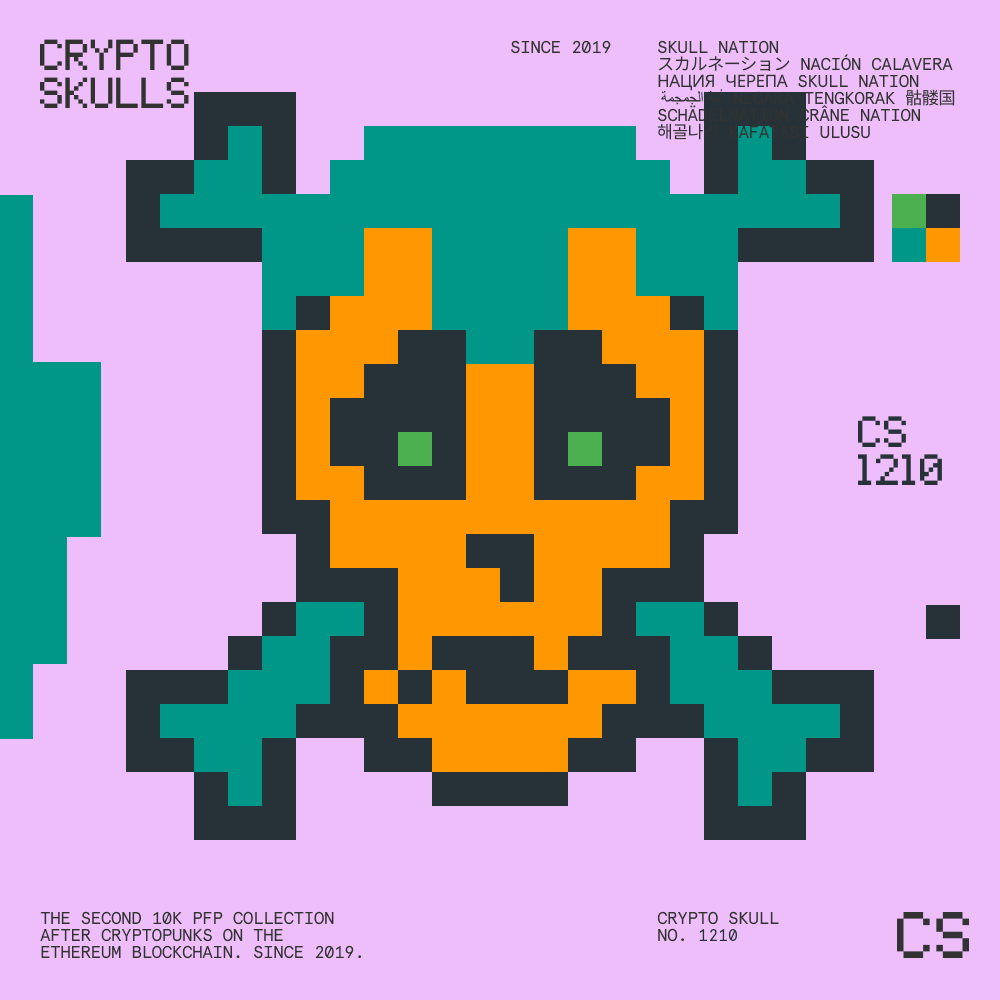 CRYPTO
SKULLS
SINCE 2019
SKULL NATION
スカルネーション NACIÓN CALAVERA
НАЦИЯ ЧЕРЕПА SKULL NATION
الجمجمة TENGKORAK 骷髅国
CRÂNE NATION
ULUSU
CS
1210
THE SECOND 10K PFP COLLECTION
AFTER CRYPTOPUNKS ON THE
ETHEREUM BLOCKCHAIN. SINCE 2019.
CRYPTO SKULL
NO. 1210
CS